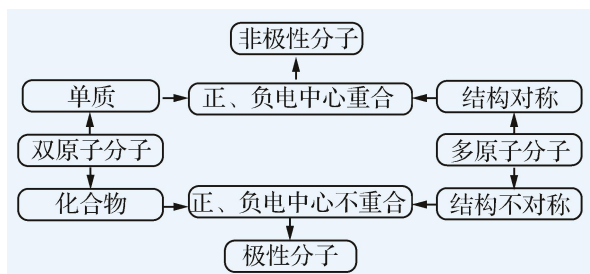 非极性分子
单质
正、负电中心重合
结构对称
双原子分子
多原子分子
化合物
正、负电中心不重合
结构不对称
极性分子